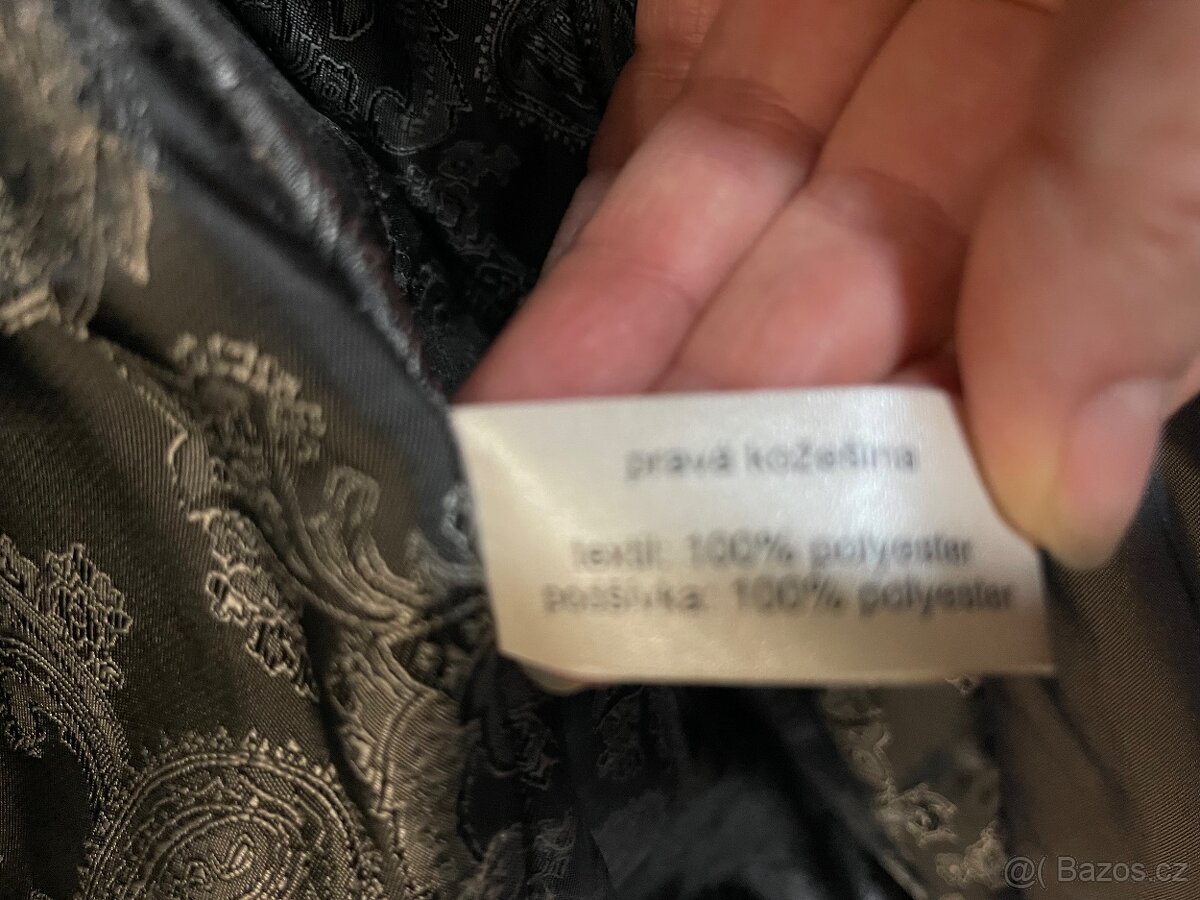 pravá kožešina
textil: 100% polyester
podšívka: 100% polyester
@( Bazos.cz